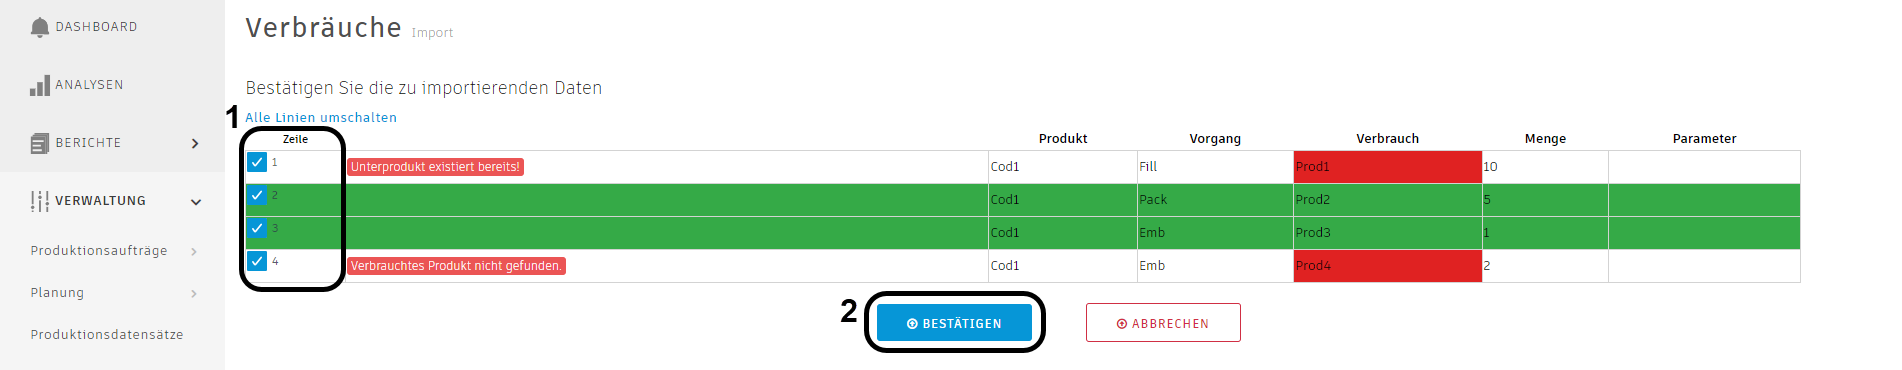 DASHBOARD
ANALYSEN
BERICHTE
VERWALTUNG
Produktionsaufträge
Planung
Produktionsdatensätze
Verbräuche Import
Bestätigen Sie die zu importierenden Daten
1
Alle Linien umschalten
Zeile Produkt Vorgang Verbrauch Menge Parameter
1 Unterprodukt existiert bereits! Cod1 Fill Prod1 10
2 Cod1 Pack Prod2 5
3 Cod1 Emb Prod3 1
4 Verbrauchtes Produkt nicht gefunden. Cod1 Emb Prod4 2
2 BESTÄTIGEN ABBRECHEN